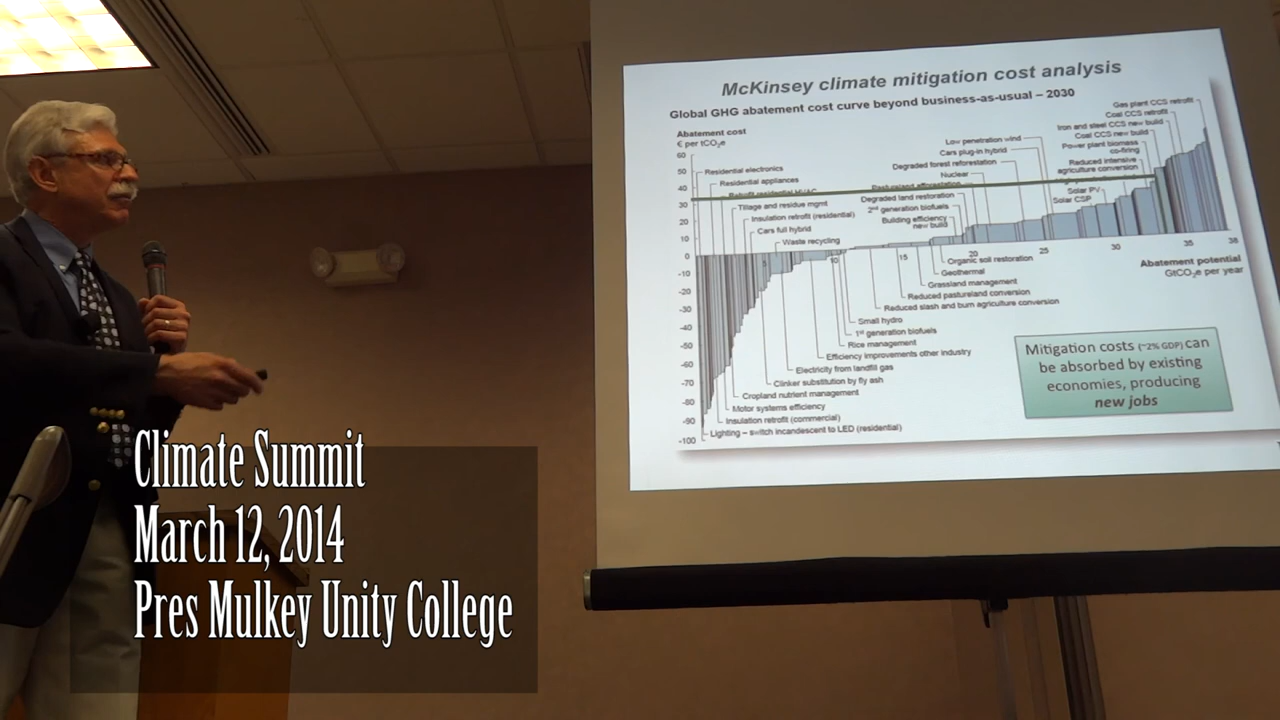 McKinsey climate mitigation cost analysis
Global GHG abatement cost curve beyond business-as-usual – 2030
Abatement cost
€ per tCO₂e
60
50
40
30
20
10
0
-10
-20
-30
-40
-50
-60
-70
-80
-90
-100
Residential electronics
Residential appliances
Retrofit residential HVAC
Tillage and residue mgmt
Insulation retrofit (residential)
Cars full hybrid
Waste recycling
Low penetration wind
Cars plug-in hybrid
Degraded forest reforestation
Nuclear
Pastureland afforestation
Degraded land restoration
2nd generation biofuels
Building efficiency
new build
Gas plant CCS retrofit
Coal CCS retrofit
Iron and steel CCS new build
Coal CCS new build
Power plant biomass
co-firing
Reduced intensive
agriculture conversion
Solar PV
Solar CSP
5
10
15
20
25
30
35
38
Abatement potential
GtCO₂e per year
Organic soil restoration
Geothermal
Grassland management
Reduced pastureland conversion
Reduced slash and burn agriculture conversion
Small hydro
1st generation biofuels
Rice management
Efficiency improvements other industry
Electricity from landfill gas
Clinker substitution by fly ash
Cropland nutrient management
Motor systems efficiency
Insulation retrofit (commercial)
Lighting – switch incandescent to LED (residential)
Mitigation costs (~2% GDP) can
be absorbed by existing
economies, producing
new jobs
Climate Summit
March 12, 2014
Pres Mulkey Unity College